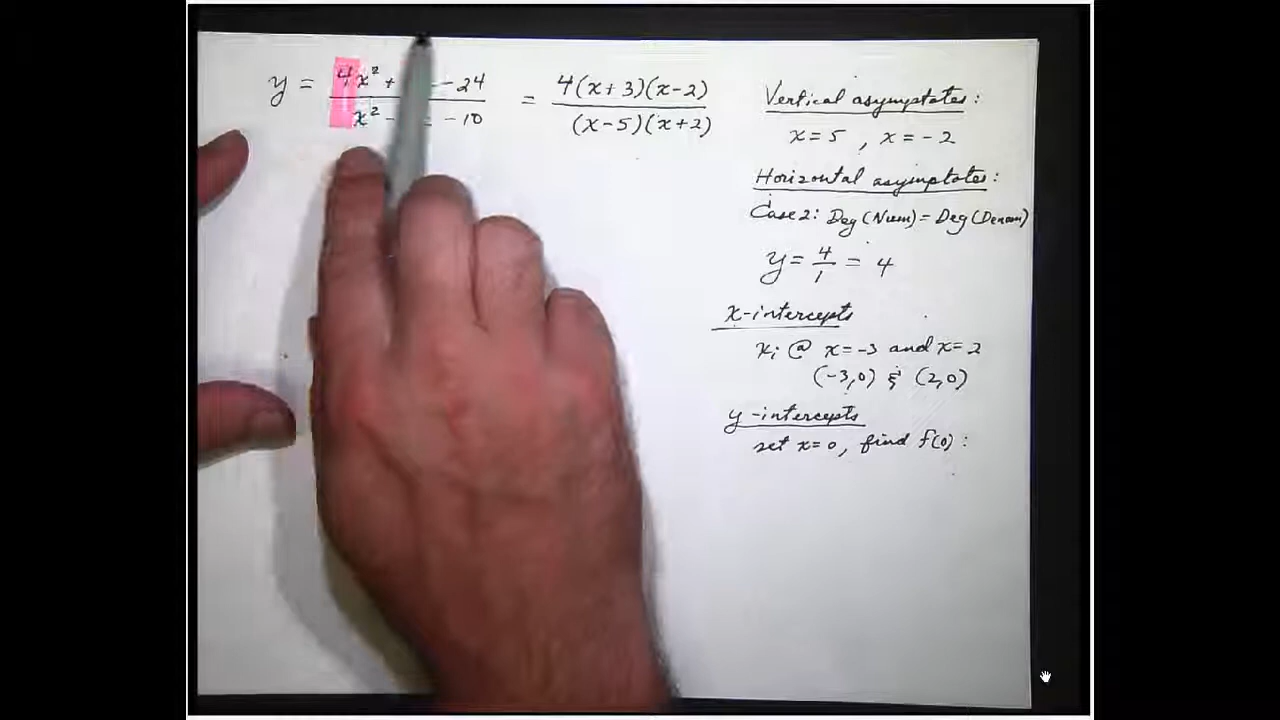 y = 4x² + - 24 / x² - - 10 = 4(x+3)(x-2) / (x-5)(x+2)
Vertical asymptotes:
x = 5 , x = -2
Horizontal asymptotes:
Case 2: Deg (Num) = Deg (Denom)
y = 4/1 = 4
x-intercepts
xᵢ @ x = -3 and x = 2
(-3,0) & (2,0)
y-intercepts
set x=0, find f(0) :